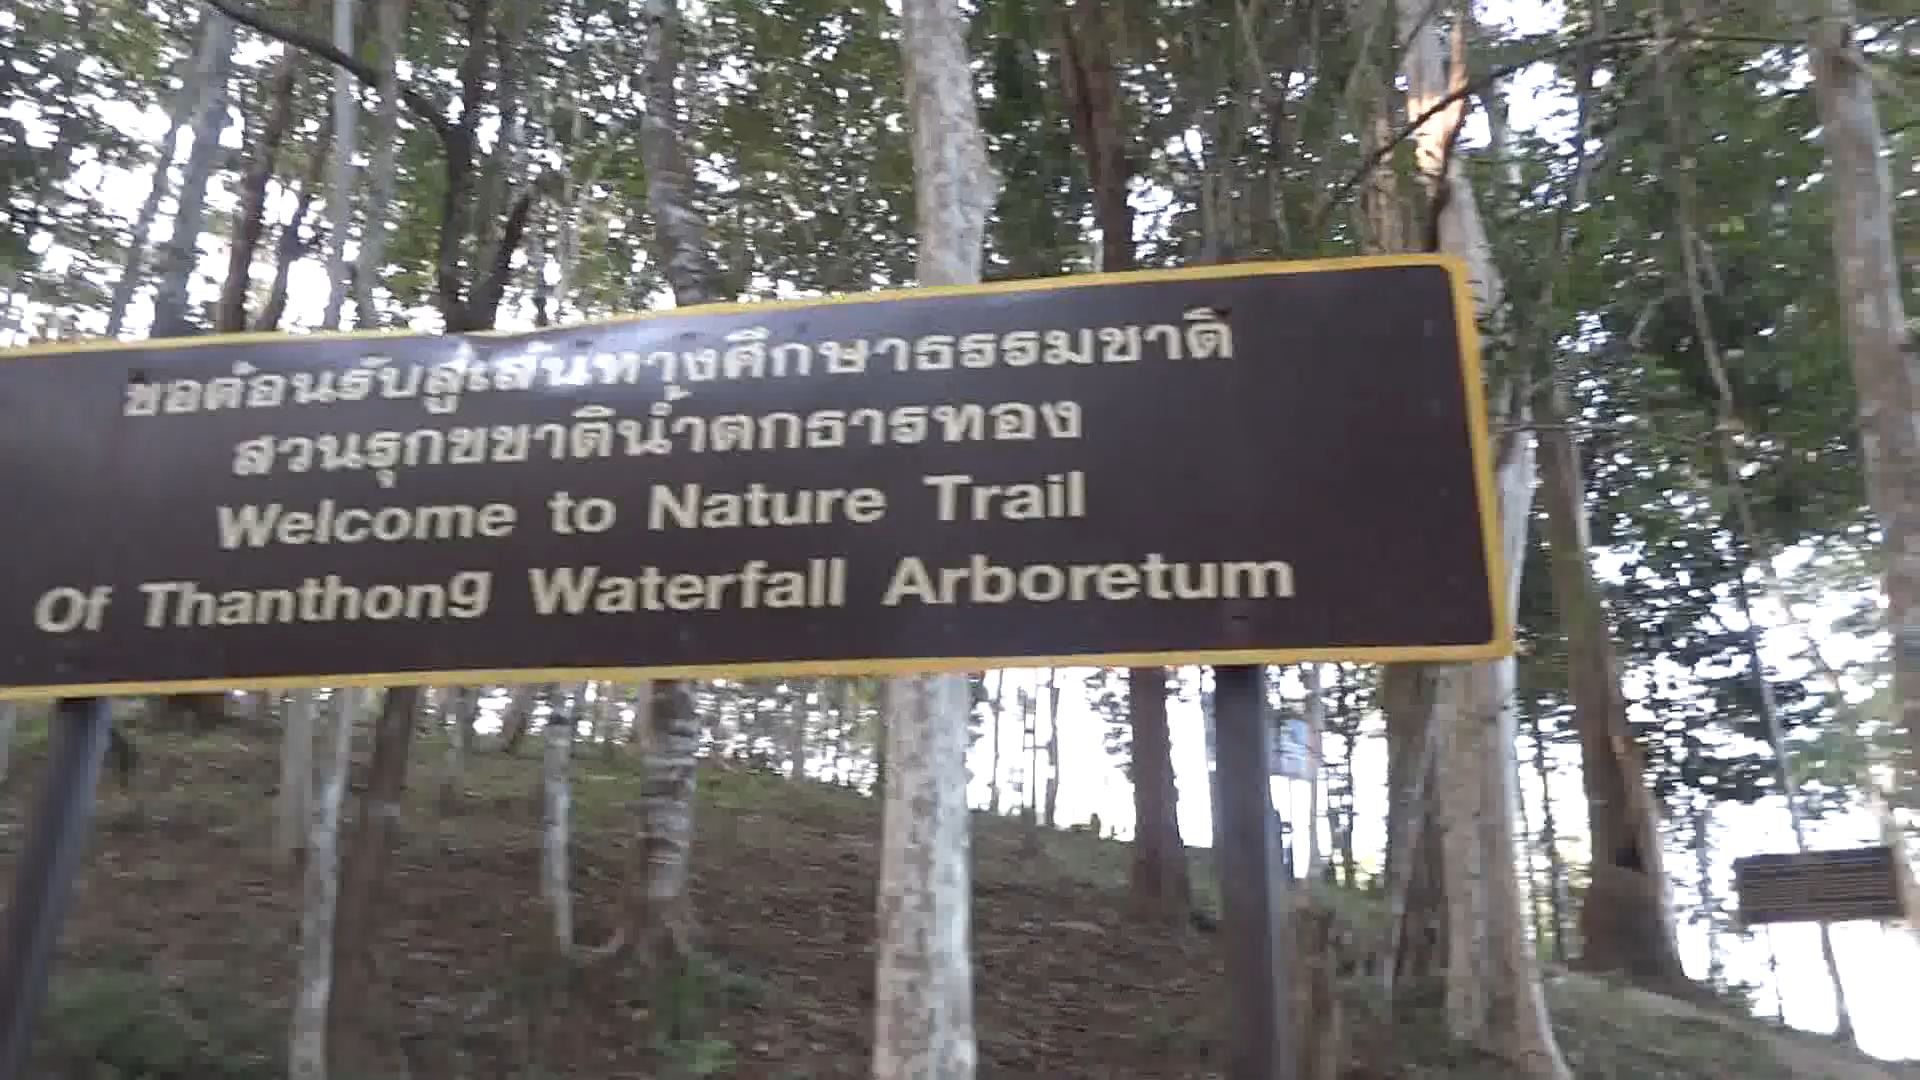 ขอต้อนรับสู่เส้นทางศึกษาธรรมชาติ
สวนรุกขชาติน้ำตกธารทอง
Welcome to Nature Trail
Of Thanthong Waterfall Arboretum